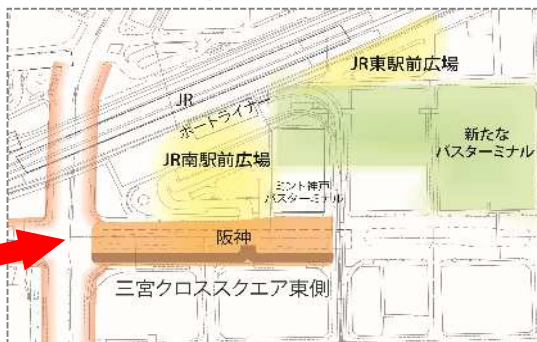 JR東駅前広場
JR
ポートライナー
新たな
バスターミナル
JR南駅前広場
ミント神戸
バスターミナル
阪神
三宮クロススクエア東側